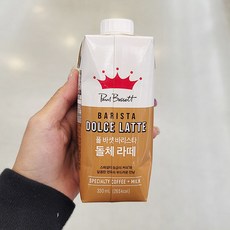 Paul Bassett
BARISTA
DOLCE LATTE
폴 바셋 바리스타
돌체 라떼
SPECIALTY COFFEE + MILK